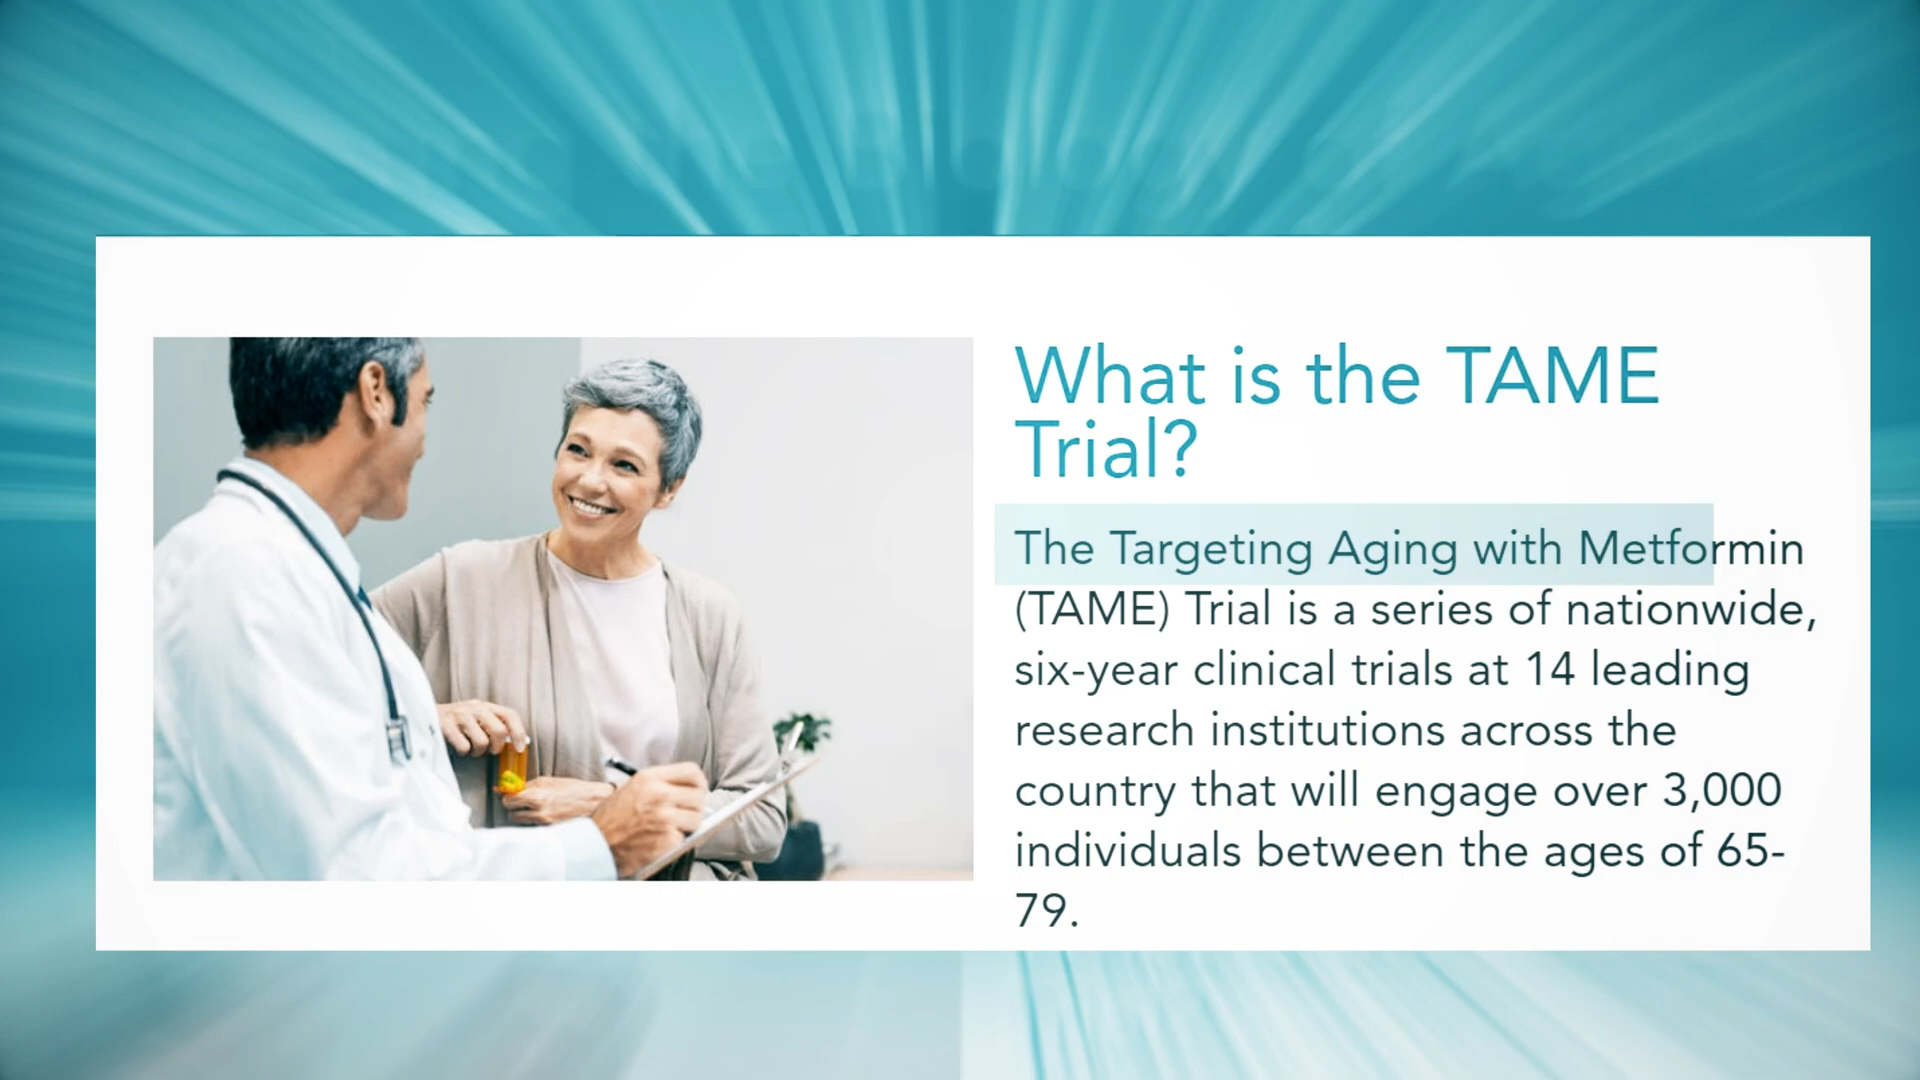 What is the TAME
Trial?
The Targeting Aging with Metformin
(TAME) Trial is a series of nationwide,
six-year clinical trials at 14 leading
research institutions across the
country that will engage over 3,000
individuals between the ages of 65-
79.